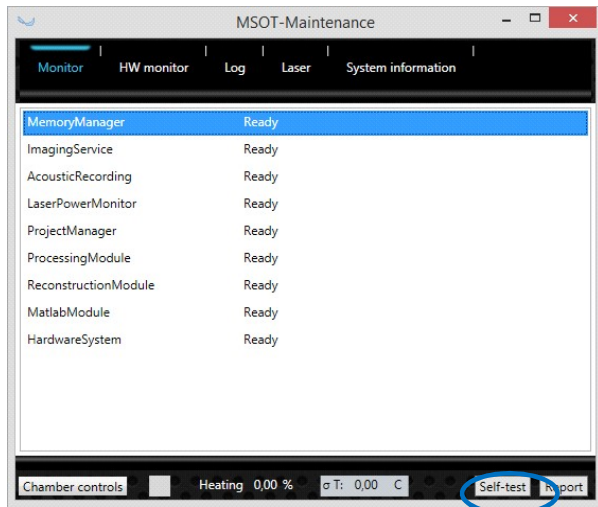 MSOT-Maintenance
Monitor HW monitor Log Laser System information
MemoryManager Ready
ImagingService Ready
AcousticRecording Ready
LaserPowerMonitor Ready
ProjectManager Ready
ProcessingModule Ready
ReconstructionModule Ready
MatlabModule Ready
HardwareSystem Ready
Chamber controls Heating 0,00 % σ T: 0,00 C Self-test Report